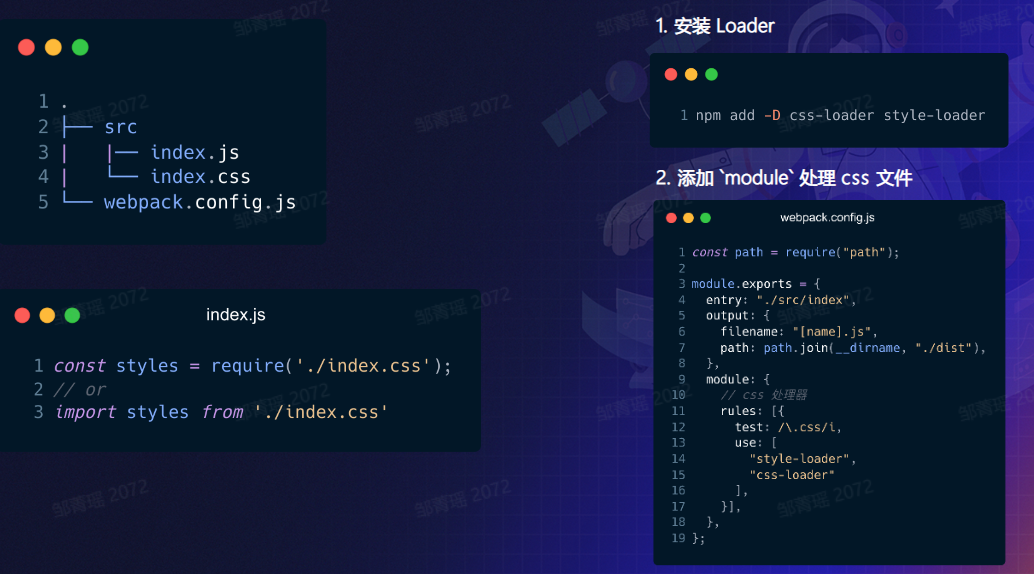 1 .
2 ├── src
3 |   |── index.js
4 |   └── index.css
5 └── webpack.config.js
index.js
1 const styles = require('./index.css');
2 // or
3 import styles from './index.css'
1. 安装 Loader
1 npm add -D css-loader style-loader
2. 添加 `module` 处理 css 文件
webpack.config.js
1 const path = require("path");
2
3 module.exports = {
4   entry: "./src/index",
5   output: {
6     filename: "[name].js",
7     path: path.join(__dirname, "./dist"),
8   },
9   module: {
10     // css 处理器
11     rules: [{
12       test: /\.css/i,
13       use: [
14         "style-loader",
15         "css-loader"
16       ],
17     }],
18   },
19 };
邹菁瑶 2072